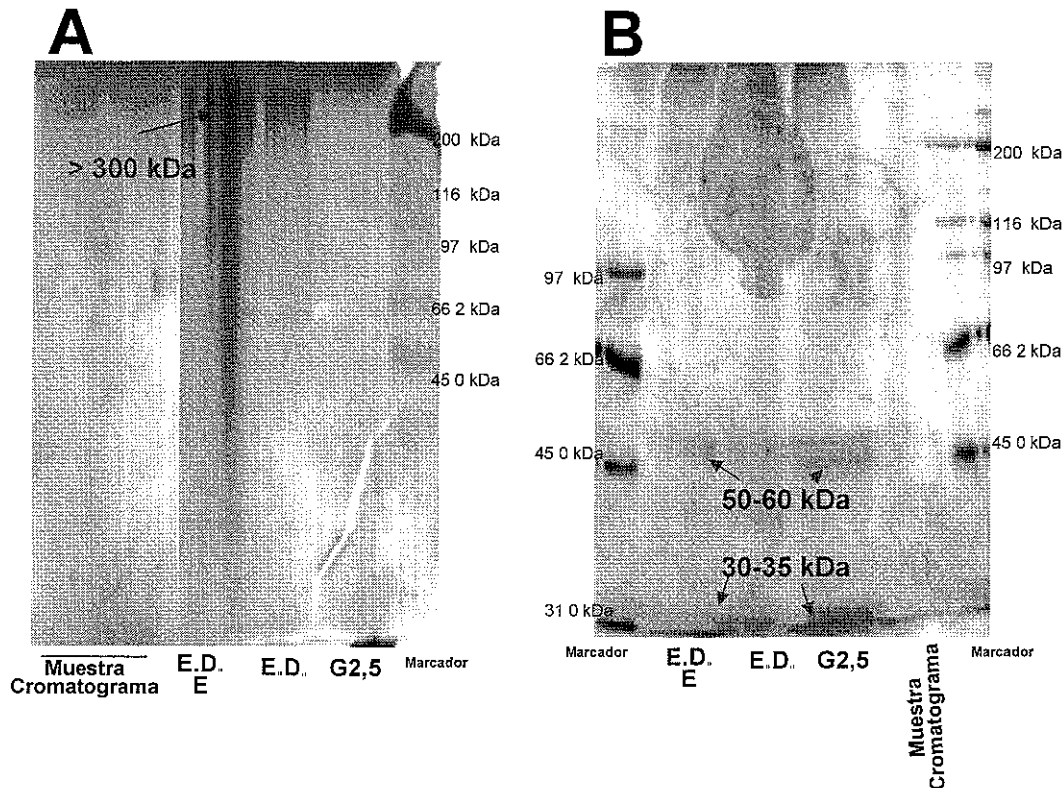 A
> 300 kDa
200 kDa
116 kDa
97 kDa
66 2 kDa
45 0 kDa
Muestra
Cromatograma
E.D.
E
E.D.
G2,5
Marcador
B
97 kDa
66 2 kDa
45 0 kDa
31 0 kDa
200 kDa
116 kDa
97 kDa
66 2 kDa
45 0 kDa
50-60 kDa
30-35 kDa
Marcador
E.D.
E
E.D.
G2,5
Muestra
Cromatograma
Marcador